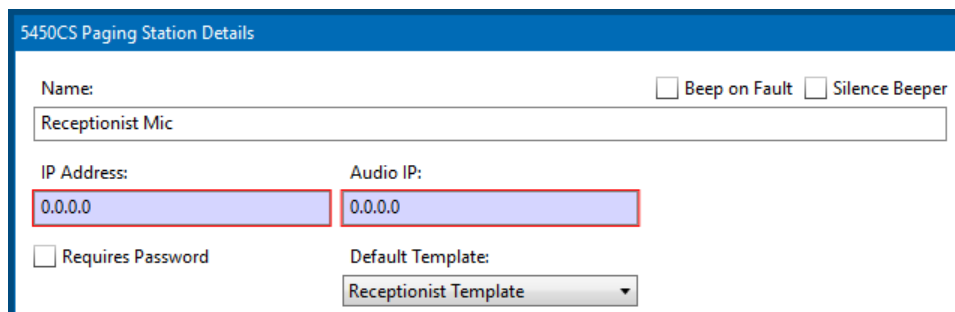 5450CS Paging Station Details
Name:
Beep on Fault
Silence Beeper
Receptionist Mic
IP Address:
Audio IP:
0.0.0.0
0.0.0.0
Requires Password
Default Template:
Receptionist Template